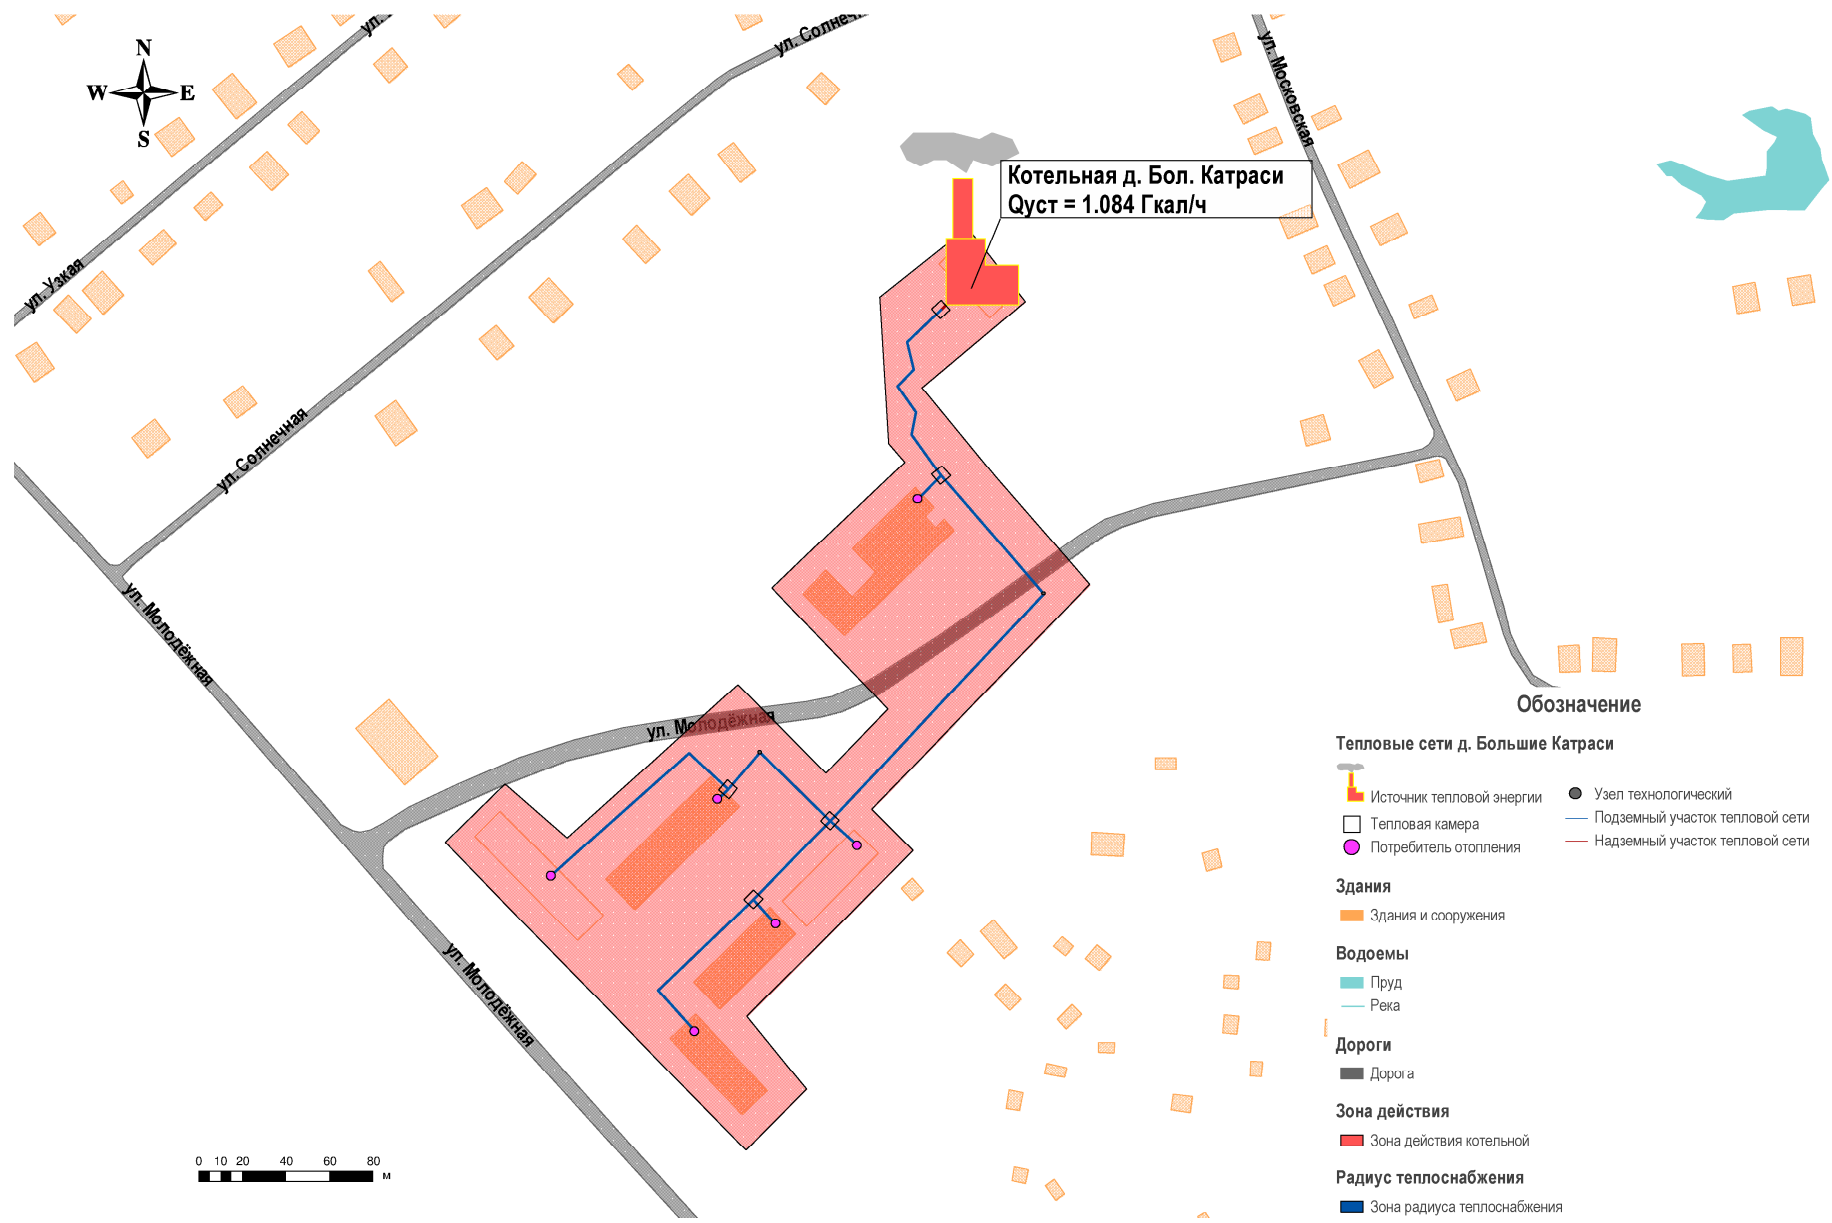 N
W E
S
ул. Солнечн
ул. Московская
Котельная д. Бол. Катраси
Qуст = 1.084 Гкал/ч
ул. Узкая
ул. Солнечная
ул. Молодёжная
ул. Молодёжная
ул. Молодёжная
Обозначение
Тепловые сети д. Большие Катраси
Источник тепловой энергии
Тепловая камера
Потребитель отопления
Узел технологический
Подземный участок тепловой сети
Надземный участок тепловой сети
Здания
Здания и сооружения
Водоемы
Пруд
Река
Дороги
Дорога
Зона действия
Зона действия котельной
Радиус теплоснабжения
Зона радиуса теплоснабжения
0 10 20 40 60 80
м